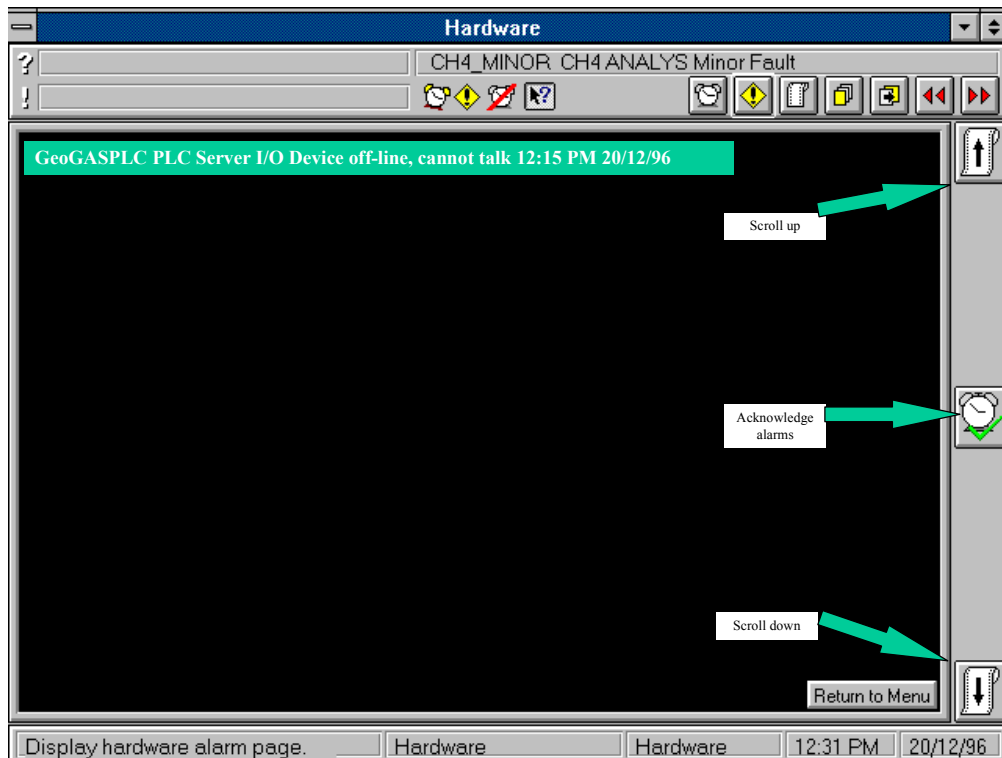 Hardware
CH4_MINOR CH4 ANALYS Minor Fault
GeoGASPLC PLC Server I/O Device off-line, cannot talk 12:15 PM 20/12/96
Scroll up
Acknowledge
alarms
Scroll down
Return to Menu
Display hardware alarm page.
Hardware
Hardware
12:31 PM
20/12/96